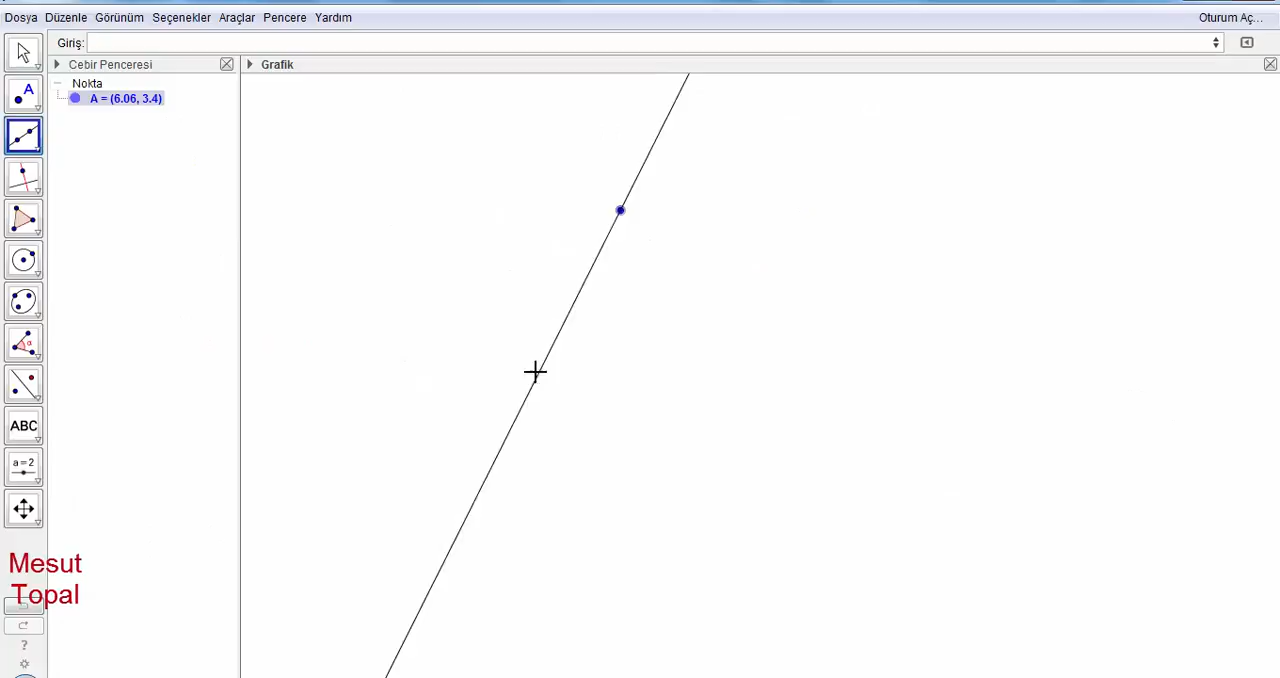 Dosya Düzenle Görünüm Seçenekler Araçlar Pencere Yardım Oturum Aç...
Giriş:
Cebir Penceresi Grafik
Nokta
A = (6.06, 3.4)
A
α
ABC
a=2
Mesut
Topal
?